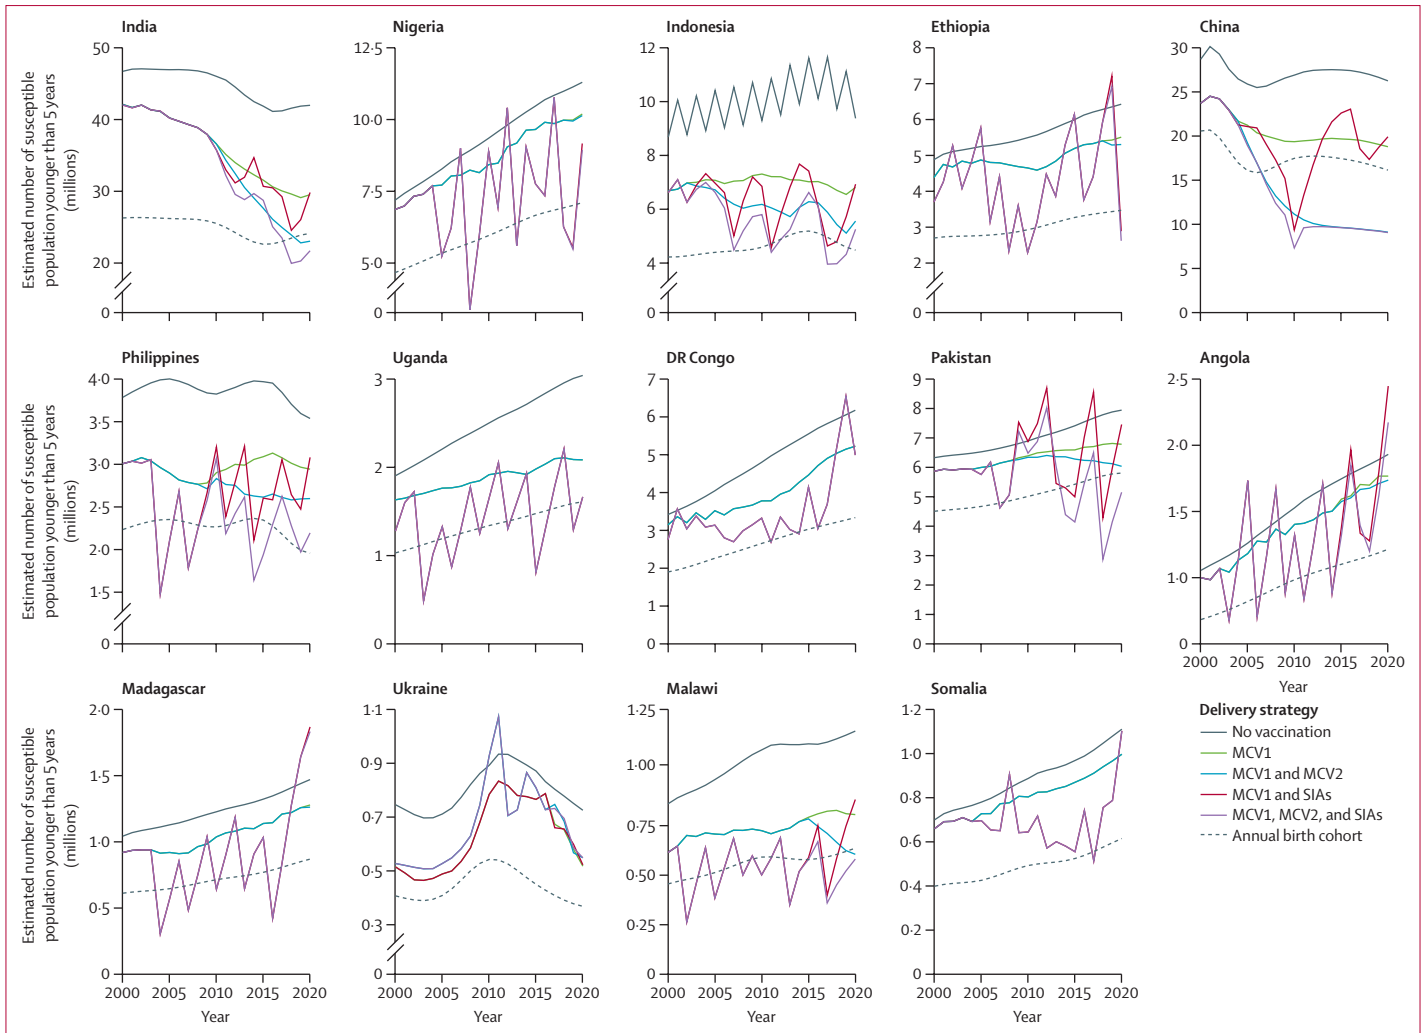 India
Nigeria
Indonesia
Ethiopia
China
Estimated number of susceptible
population younger than 5 years
(millions)
50
40
30
20
0
12·5
10·0
7·5
5·0
0
12
10
8
6
4
0
8
7
6
5
4
3
2
0
30
25
20
15
10
5
0
Philippines
Uganda
DR Congo
Pakistan
Angola
Estimated number of susceptible
population younger than 5 years
(millions)
4·0
3·5
3·0
2·5
2·0
1·5
0
3
2
1
0
7
6
5
4
3
2
1
0
9
8
7
6
5
4
3
2
1
0
2·5
2·0
1·5
1·0
0
2000 2005 2010 2015 2020
Year
Madagascar
Ukraine
Malawi
Somalia
Estimated number of susceptible
population younger than 5 years
(millions)
2·0
1·5
1·0
0·5
0
2000 2005 2010 2015 2020
Year
1·1
0·9
0·7
0·5
0·3
0
2000 2005 2010 2015 2020
Year
1·25
1·00
0·75
0·50
0·25
0
2000 2005 2010 2015 2020
Year
1·2
1·0
0·8
0·6
0·4
0·2
0
2000 2005 2010 2015 2020
Year
Delivery strategy
No vaccination
MCV1
MCV1 and MCV2
MCV1 and SIAs
MCV1, MCV2, and SIAs
Annual birth cohort